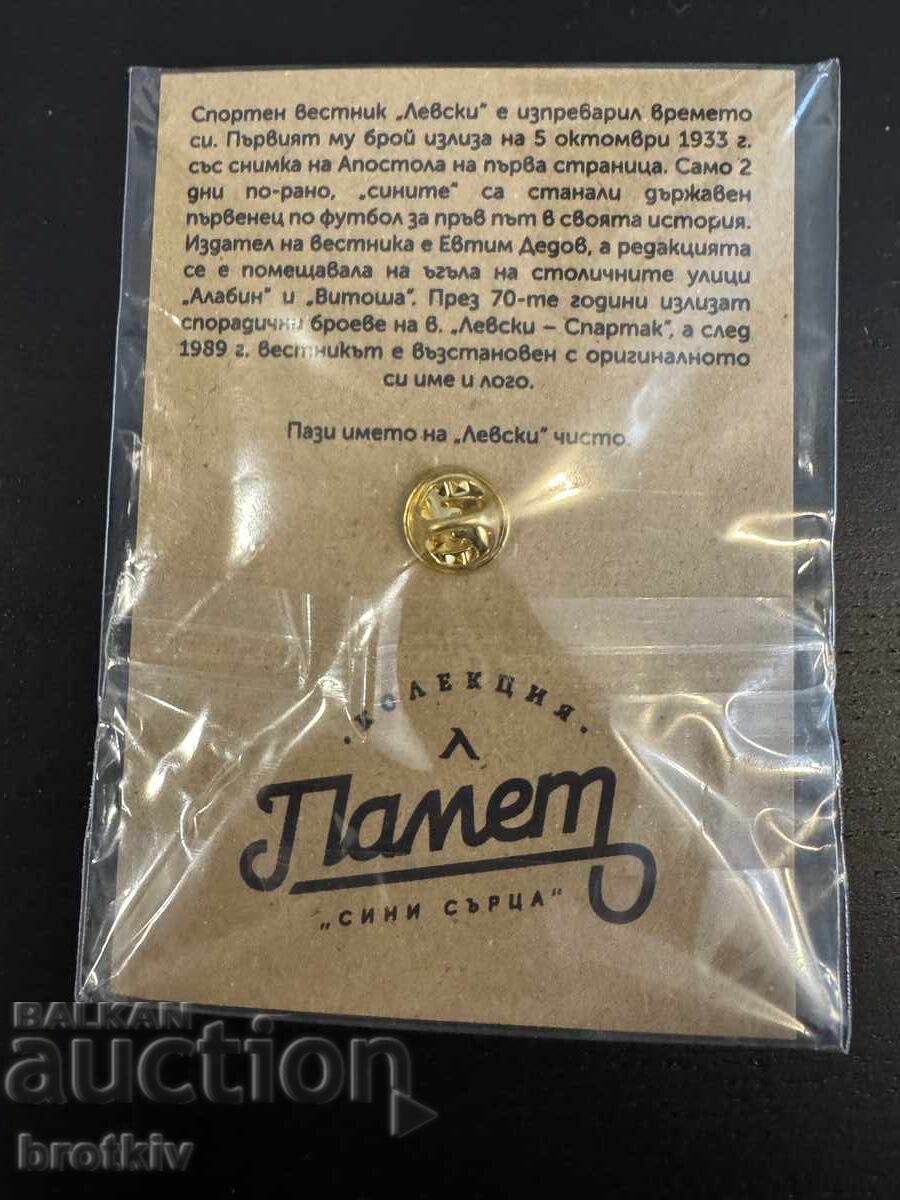 Спортен вестник „Левски“ е изпреварил времето
си. Първият му брой излиза на 5 октомври 1933 г.
със снимка на Апостола на първа страница. Само 2
дни по-рано, „сините“ са станали държавен
първенец по футбол за пръв път в своята история.
Издател на вестника е Евтим Дедов, а редакцията
се е помещавала на ъгъла на столичните улици
„Алабин“ и „Витоша“. През 70-те години излизат
спорадични броеве на в. „Левски – Спартак“, а след
1989 г. вестникът е възстановен с оригиналното
си име и лого.
Пази името на „Левски“ чисто.
· КОЛЕКЦИЯ ·
Л
Памет
„СИНИ СЪРЦА“
BALKAN
auction
brotkiv